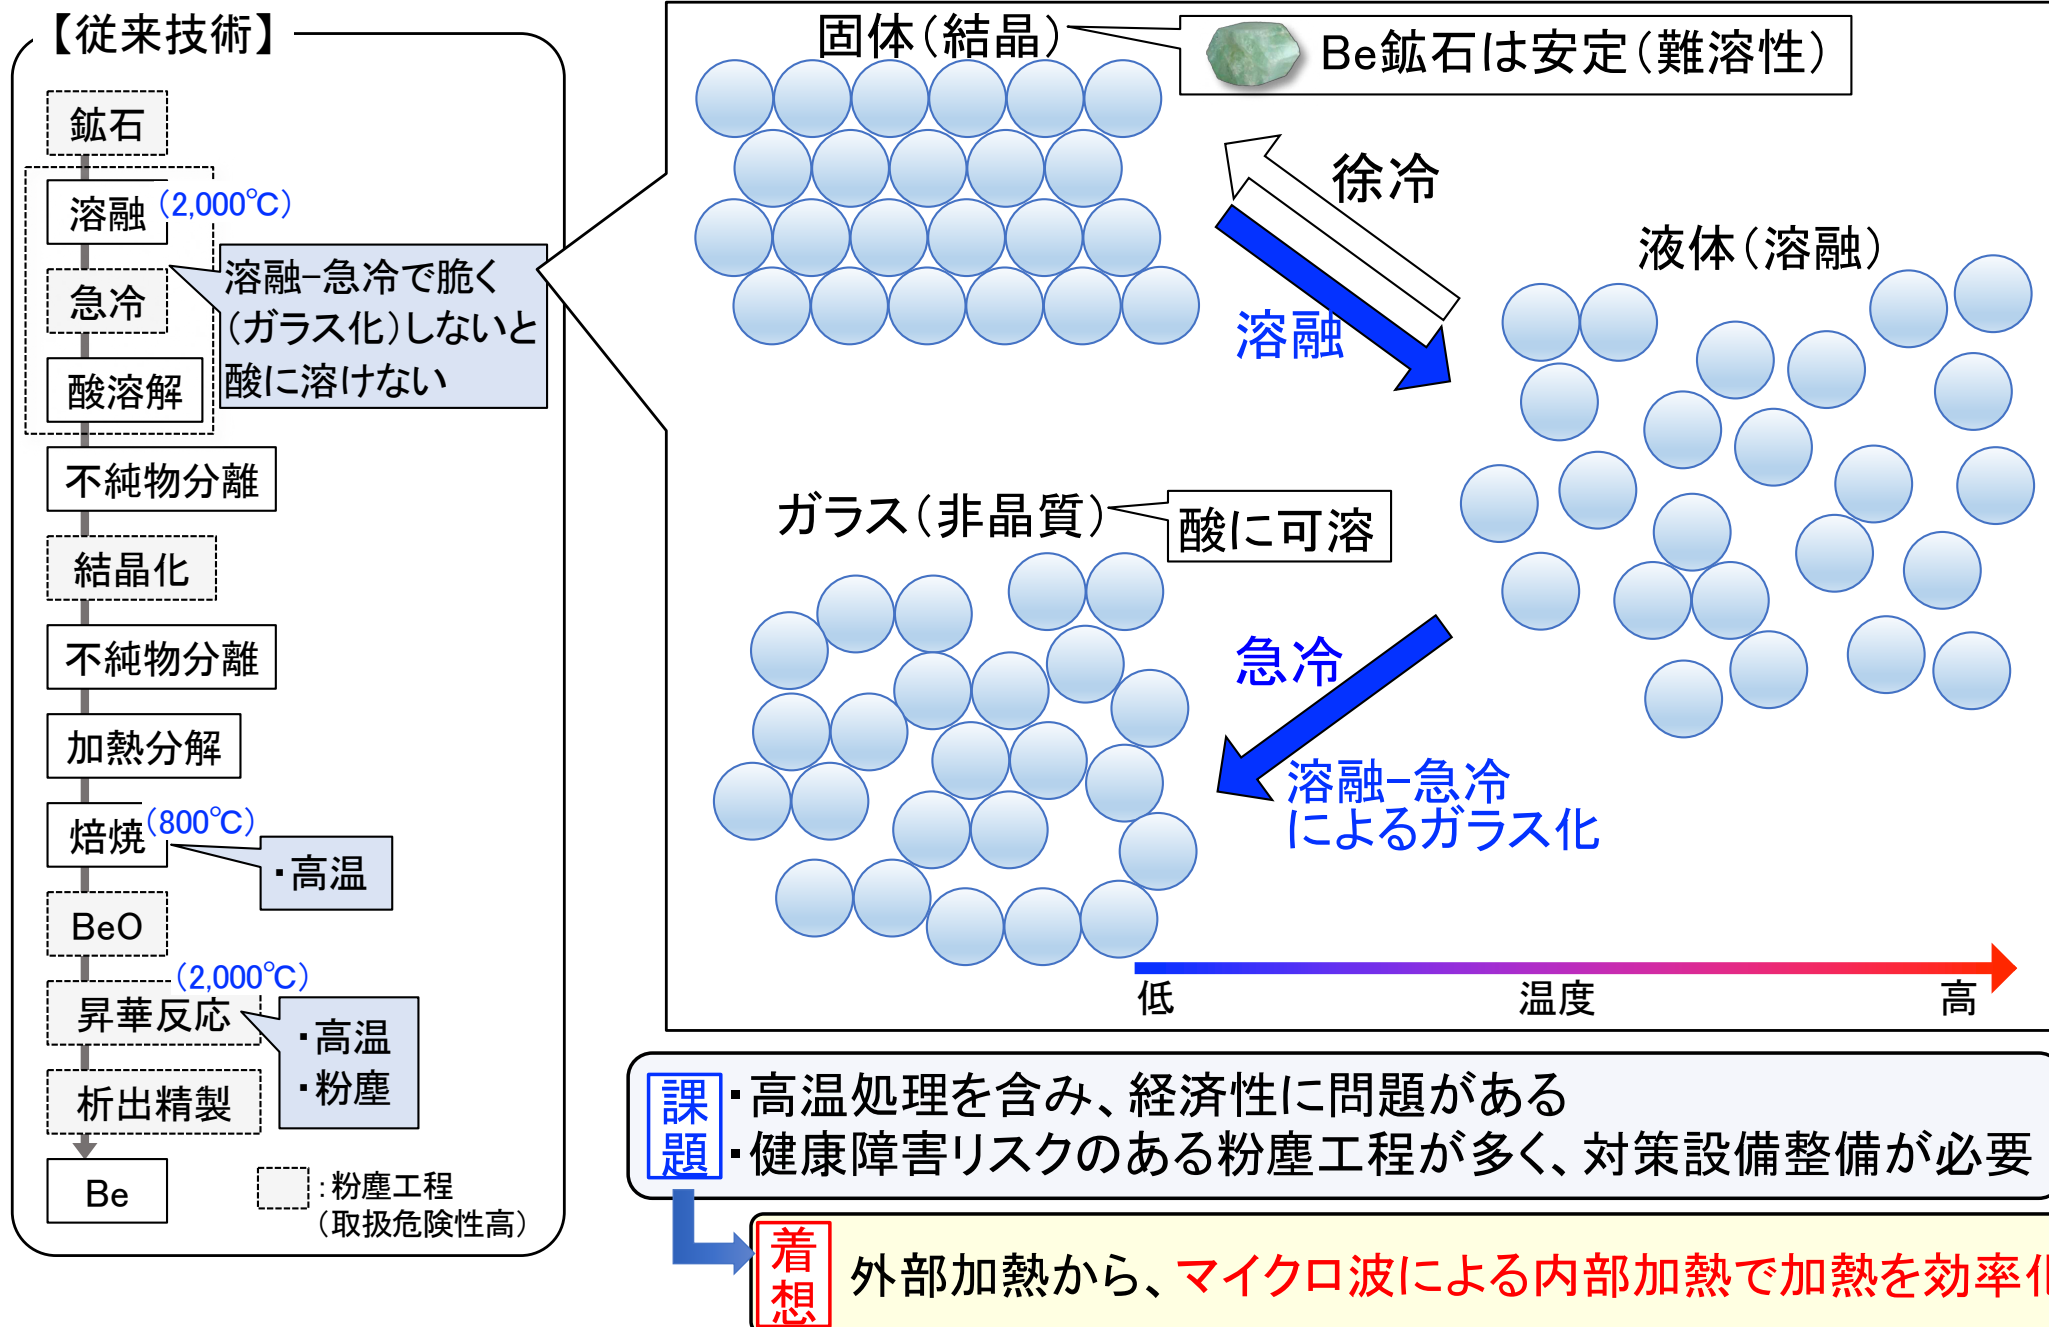 【従来技術】
鉱石
溶融
(2,000℃)
急冷
酸溶解
溶融-急冷で脆く
(ガラス化)しないと
酸に溶けない
不純物分離
結晶化
不純物分離
加熱分解
焙焼
(800℃)
・高温
BeO
昇華反応
(2,000℃)
・高温
・粉塵
析出精製
Be
:粉塵工程
(取扱危険性高)
固体(結晶)
Be鉱石は安定(難溶性)
徐冷
溶融
液体(溶融)
ガラス(非晶質)
酸に可溶
急冷
溶融-急冷
によるガラス化
低
温度
高
課題
・高温処理を含み、経済性に問題がある
・健康障害リスクのある粉塵工程が多く、対策設備整備が必要
着想
外部加熱から、マイクロ波による内部加熱で加熱を効率化